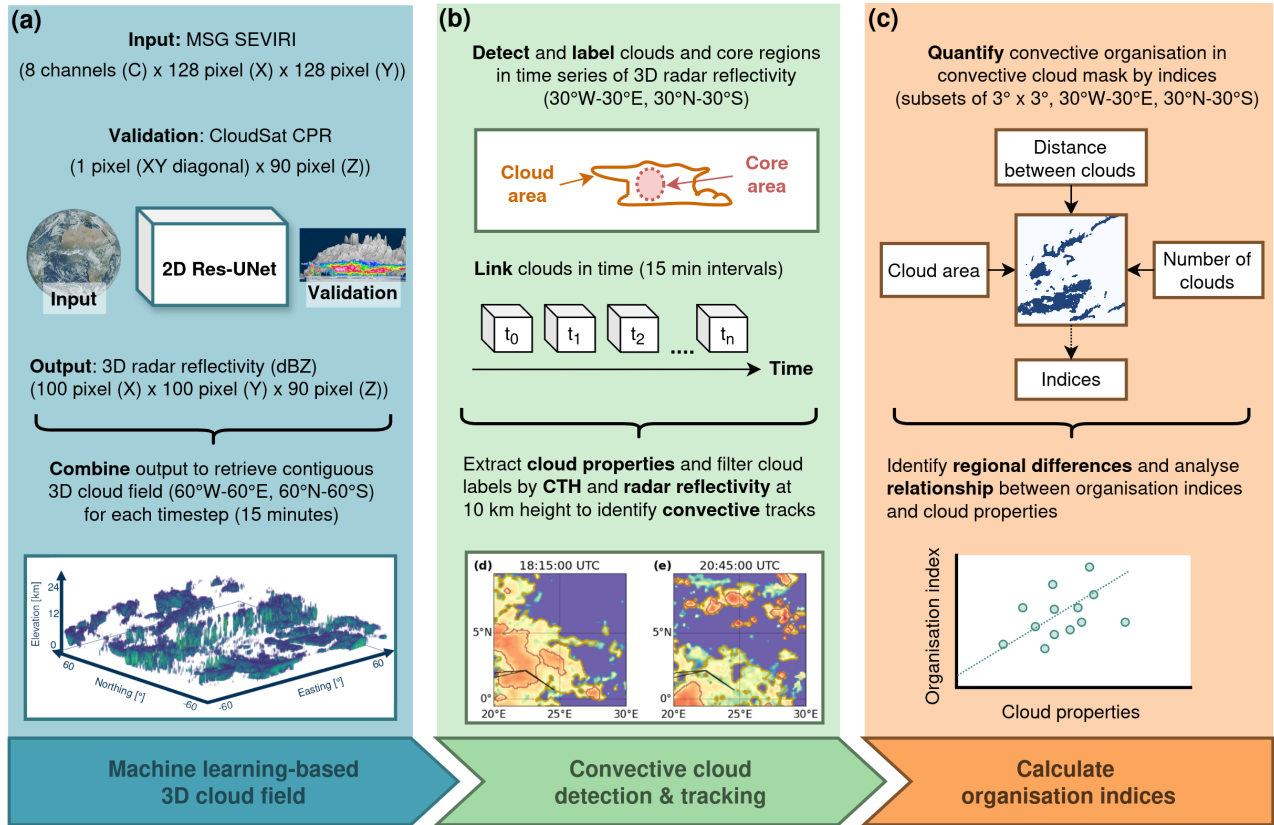 (a)
Input: MSG SEVIRI
(8 channels (C) x 128 pixel (X) x 128 pixel (Y))
Validation: CloudSat CPR
(1 pixel (XY diagonal) x 90 pixel (Z))
Input
2D Res-UNet
Validation
Output: 3D radar reflectivity (dBZ)
(100 pixel (X) x 100 pixel (Y) x 90 pixel (Z))
Combine output to retrieve contiguous
3D cloud field (60°W-60°E, 60°N-60°S)
for each timestep (15 minutes)
Elevation [km]
24
12
0
60
Northing [°]
-60
-60
Easting [°]
60
Machine learning-based
3D cloud field
(b)
Detect and label clouds and core regions
in time series of 3D radar reflectivity
(30°W-30°E, 30°N-30°S)
Cloud
area
Core
area
Link clouds in time (15 min intervals)
t0
t1
t2
....
tn
Time
Extract cloud properties and filter cloud
labels by CTH and radar reflectivity at
10 km height to identify convective tracks
(d)
18:15:00 UTC
5°N
0°
20°E
25°E
30°E
(e)
20:45:00 UTC
5°N
0°
20°E
25°E
30°E
Convective cloud
detection & tracking
(c)
Quantify convective organisation in
convective cloud mask by indices
(subsets of 3° x 3°, 30°W-30°E, 30°N-30°S)
Distance
between clouds
Cloud area
Number of
clouds
Indices
Identify regional differences and analyse
relationship between organisation indices
and cloud properties
Organisation index
Cloud properties
Calculate
organisation indices